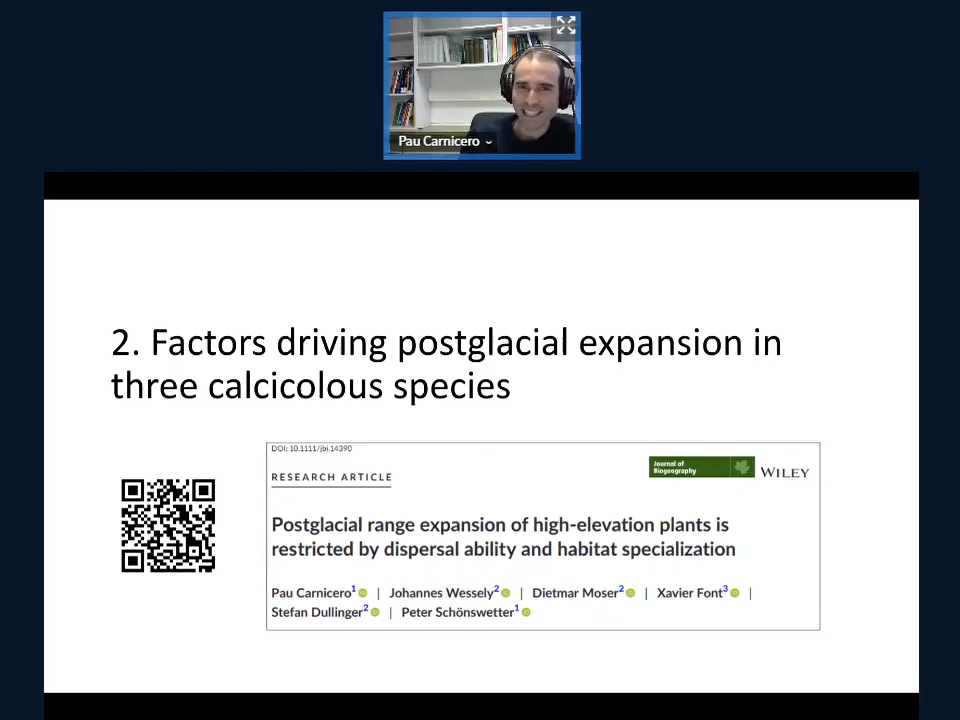 Pau Carnicero
2. Factors driving postglacial expansion in
three calcicolous species
DOI: 10.1111/jbi.14390
RESEARCH ARTICLE
Journal of
Biogeography
WILEY
Postglacial range expansion of high-elevation plants is
restricted by dispersal ability and habitat specialization
Pau Carnicero1 | Johannes Wessely2 | Dietmar Moser2 | Xavier Font3 |
Stefan Dullinger2 | Peter Schönswetter1